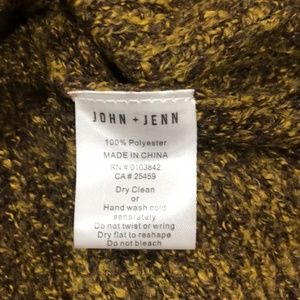 JOHN + JENN
100% Polyester
MADE IN CHINA
RN # 0103842
CA # 25459
Dry Clean
or
Hand wash cold
separately
Do not twist or wring
Dry flat to reshape
Do not bleach